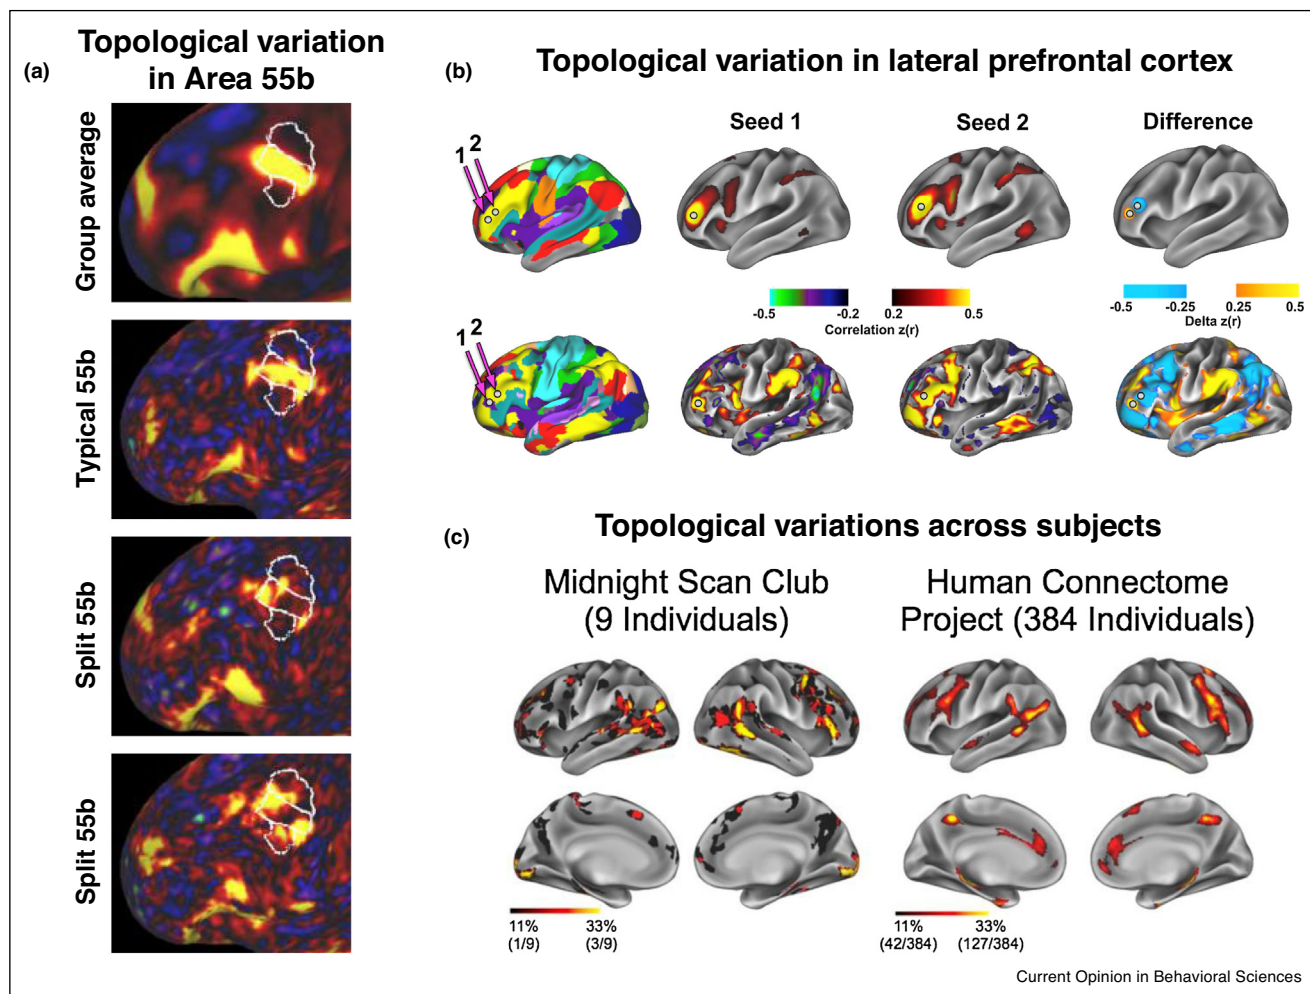 Topological variation
in Area 55b
(a)
Group average
Typical 55b
Split 55b
Split 55b
(b)
Topological variation in lateral prefrontal cortex
Seed 1
Seed 2
Difference
1 2
-0.5 -0.2 0.2 0.5
Correlation z(r)
-0.5 -0.25 0.25 0.5
Delta z(r)
1 2
(c)
Topological variations across subjects
Midnight Scan Club
(9 Individuals)
Human Connectome
Project (384 Individuals)
11% 33%
(1/9) (3/9)
11% 33%
(42/384) (127/384)
Current Opinion in Behavioral Sciences